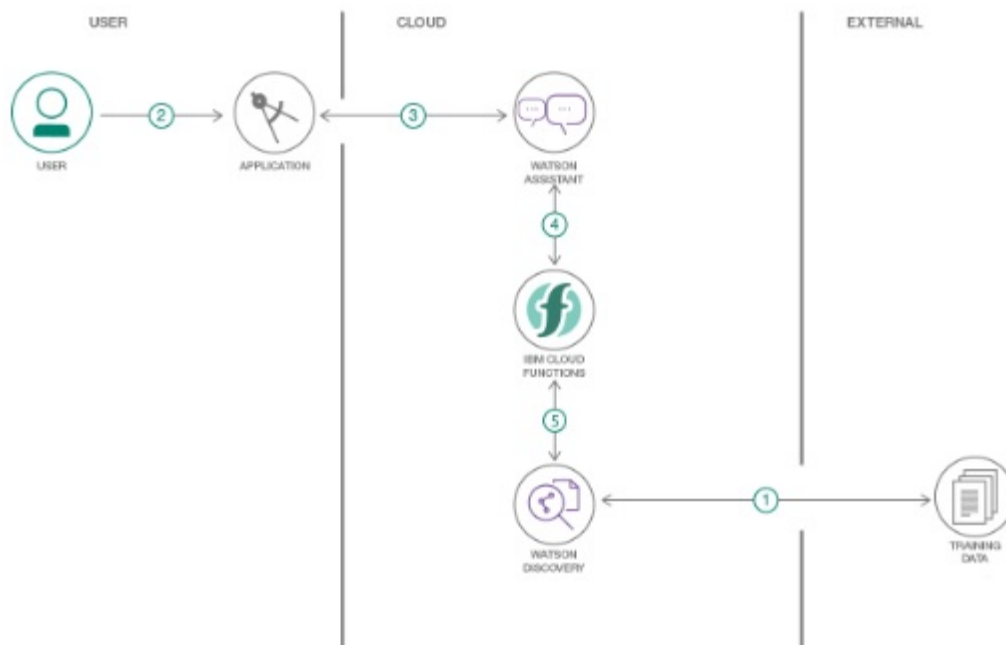 USER
CLOUD
EXTERNAL
2
3
USER
APPLICATION
WATSON
ASSISTANT
4
IBM CLOUD
FUNCTIONS
5
1
WATSON
DISCOVERY
TRAINING
DATA